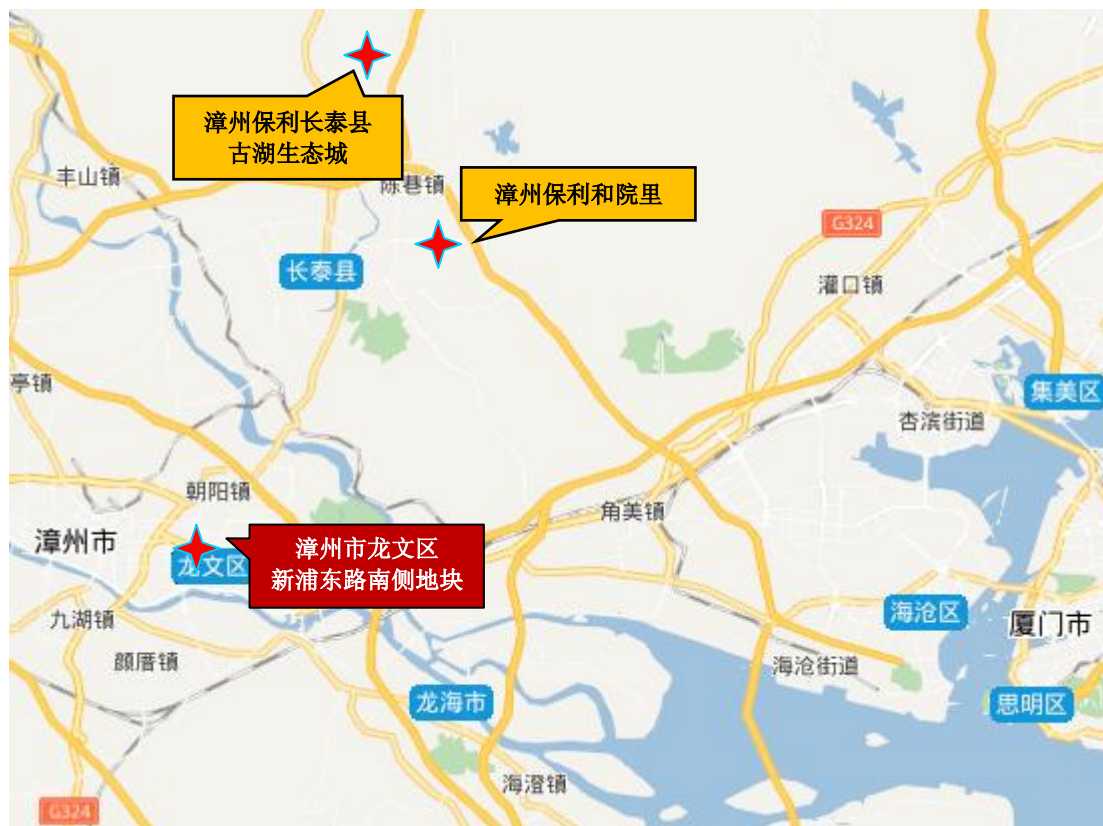 漳州保利长泰县
古湖生态城
丰山镇
陈巷镇
漳州保利和院里
G324
长泰县
灌口镇
亭镇
集美区
杏滨街道
朝阳镇
角美镇
漳州市
龙文区
漳州市龙文区
新浦东路南侧地块
九湖镇
海沧区
厦门市
颜厝镇
海沧街道
龙海市
思明区
海澄镇
G324